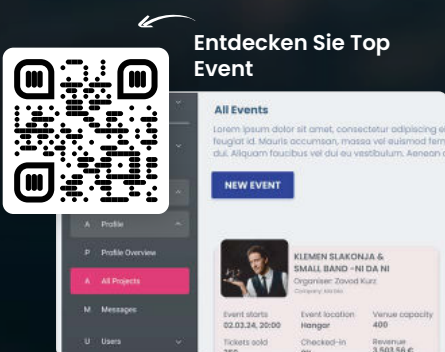 Entdecken Sie Top
Event
All Events
Lorem ipsum dolor sit amet, consectetur adipiscing
feugiat id. Mauris accumsan, massa vel euismod
dui. Aliquam faucibus vel dui eu vestibulum. Aenean
NEW EVENT
A Profile
P Profile Overview
A All Projects
M Messages
U Users
KLEMEN SLAKONJA &
SMALL BAND -NI DA NI
Organiser: Zavod Kurz
Event starts Event location Venue capacity
02.03.24, 20:00 Hangar 400
Tickets sold Checked-in Revenue
3.503,56 €